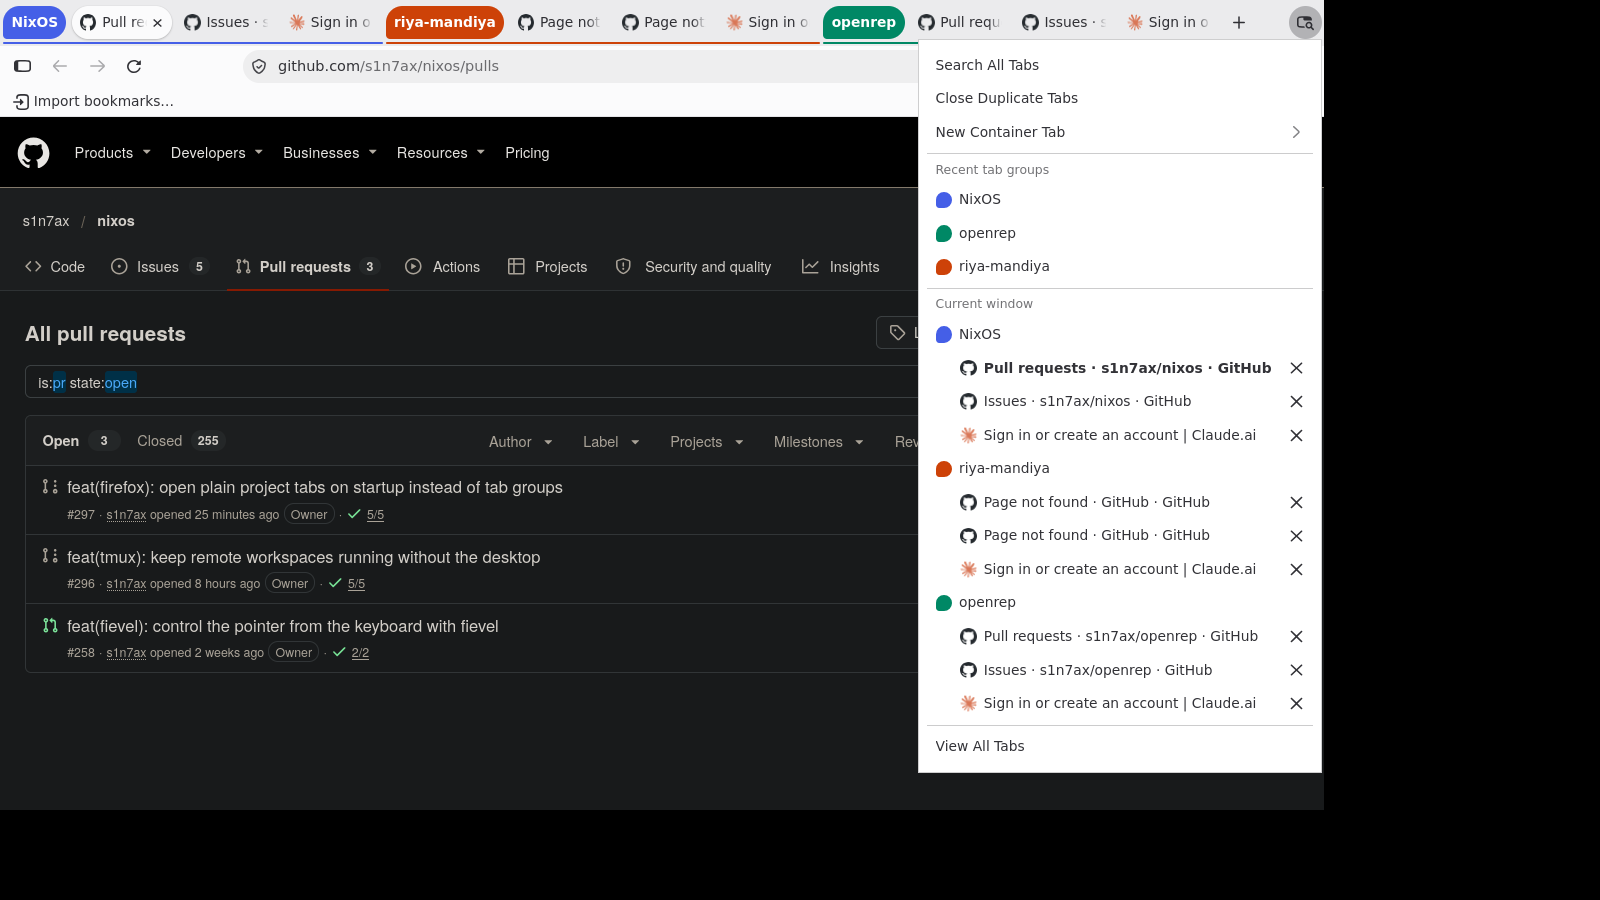 NixOS
Pull re
Issues · s
Sign in o
riya-mandiya
Page not
Page not
Sign in o
openrep
Pull requ
Issues · s
Sign in o
github.com/s1n7ax/nixos/pulls
Import bookmarks…
Products
Developers
Businesses
Resources
Pricing
s1n7ax / nixos
Code
Issues 5
Pull requests 3
Actions
Projects
Security and quality
Insights
All pull requests
is:pr state:open
Open 3
Closed 255
Author
Label
Projects
Milestones
Rev
feat(firefox): open plain project tabs on startup instead of tab groups
#297 · s1n7ax opened 25 minutes ago Owner · 5/5
feat(tmux): keep remote workspaces running without the desktop
#296 · s1n7ax opened 8 hours ago Owner · 5/5
feat(fievel): control the pointer from the keyboard with fievel
#258 · s1n7ax opened 2 weeks ago Owner · 2/2
Search All Tabs
Close Duplicate Tabs
New Container Tab
Recent tab groups
NixOS
openrep
riya-mandiya
Current window
NixOS
Pull requests · s1n7ax/nixos · GitHub
Issues · s1n7ax/nixos · GitHub
Sign in or create an account | Claude.ai
riya-mandiya
Page not found · GitHub · GitHub
Page not found · GitHub · GitHub
Sign in or create an account | Claude.ai
openrep
Pull requests · s1n7ax/openrep · GitHub
Issues · s1n7ax/openrep · GitHub
Sign in or create an account | Claude.ai
View All Tabs